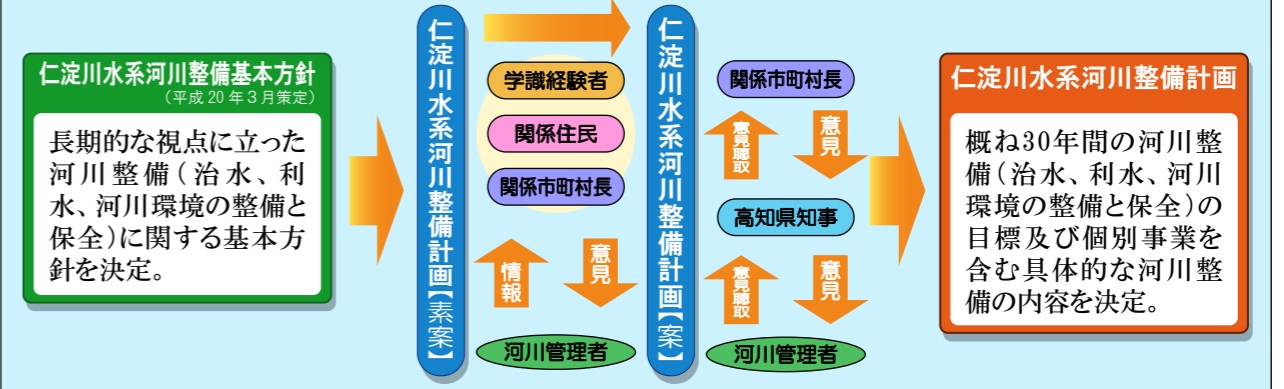 仁淀川水系河川整備基本方針
（平成20年3月策定）
長期的な視点に立った
河川整備（治水、利
水、河川環境の整備と
保全）に関する基本方
針を決定。
仁淀川水系河川整備計画【素案】
学識経験者
関係住民
関係市町村長
情報
意見
河川管理者
仁淀川水系河川整備計画【案】
関係市町村長
意見聴取
意見
高知県知事
意見聴取
意見
河川管理者
仁淀川水系河川整備計画
概ね30年間の河川整
備（治水、利水、河川
環境の整備と保全）の
目標及び個別事業を
含む具体的な河川整
備の内容を決定。